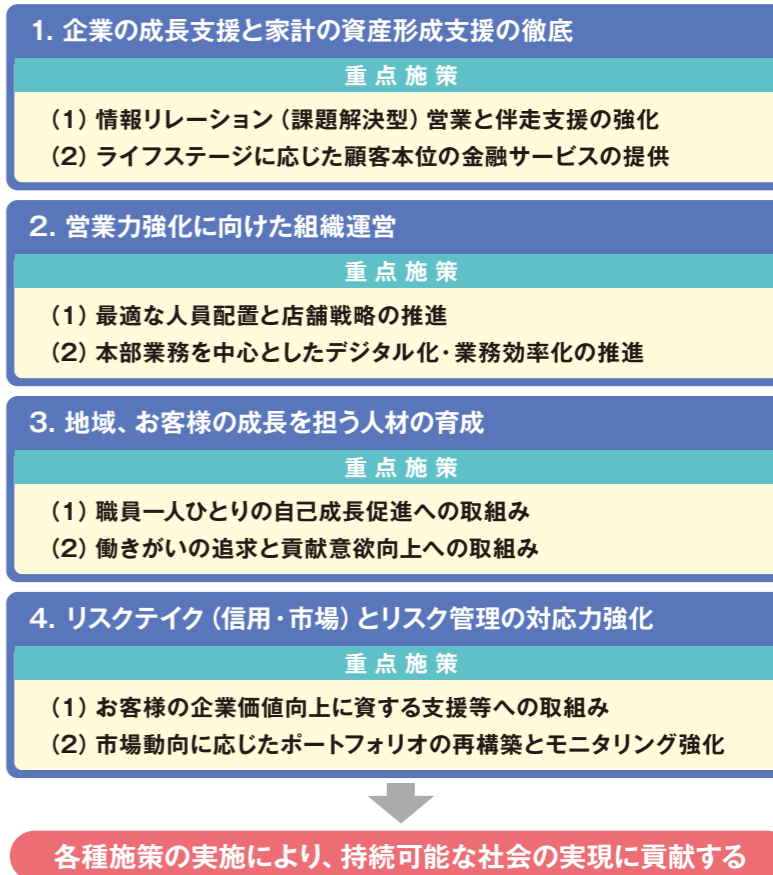 1. 企業の成長支援と家計の資産形成支援の徹底
重点施策
(1) 情報リレーション（課題解決型）営業と伴走支援の強化
(2) ライフステージに応じた顧客本位の金融サービスの提供
2. 営業力強化に向けた組織運営
重点施策
(1) 最適な人員配置と店舗戦略の推進
(2) 本部業務を中心としたデジタル化・業務効率化の推進
3. 地域、お客様の成長を担う人材の育成
重点施策
(1) 職員一人ひとりの自己成長促進への取組み
(2) 働きがいの追求と貢献意欲向上への取組み
4. リスクテイク（信用・市場）とリスク管理の対応力強化
重点施策
(1) お客様の企業価値向上に資する支援等への取組み
(2) 市場動向に応じたポートフォリオの再構築とモニタリング強化
各種施策の実施により、持続可能な社会の実現に貢献する